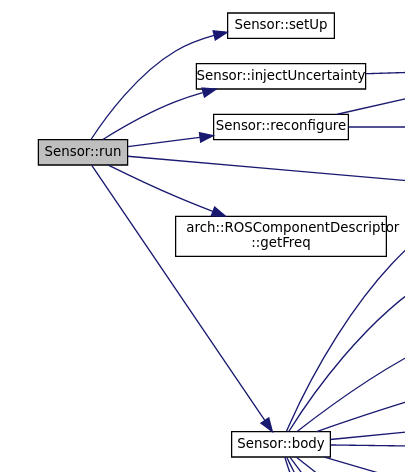 Sensor::setUp
Sensor::injectUncertainty
Sensor::reconfigure
Sensor::run
arch::ROSComponentDescriptor
::getFreq
Sensor::body